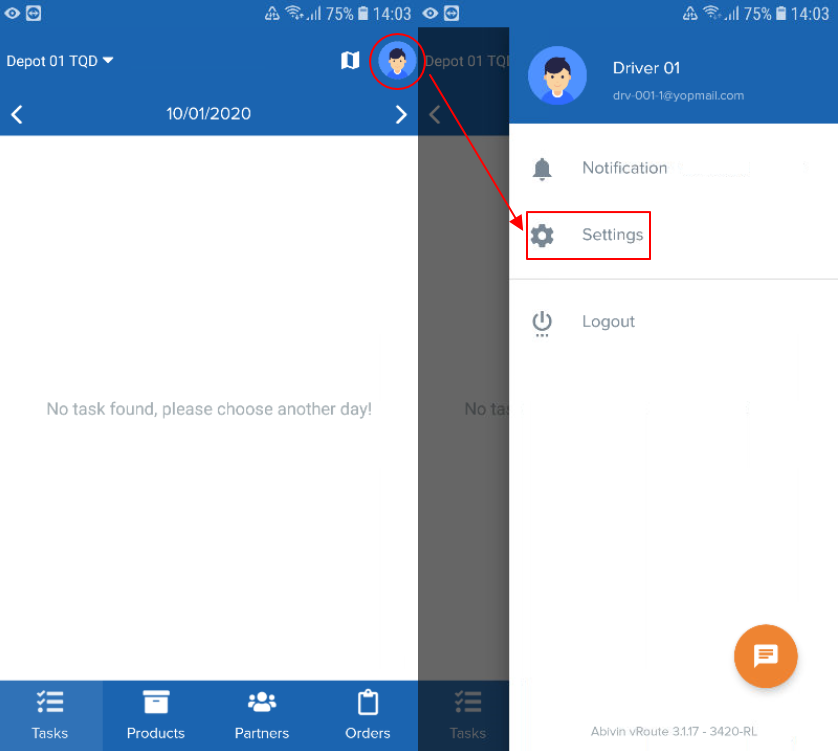 75% 14:03
Depot 01 TQD
10/01/2020
No task found, please choose another day!
Tasks
Products
Partners
Orders
75% 14:03
Depot 01 TQD
Driver 01
drv-001-1@yopmail.com
Notification
Settings
Logout
No tas
Tasks
Abivin vRoute 3.1.17 - 3420-RL